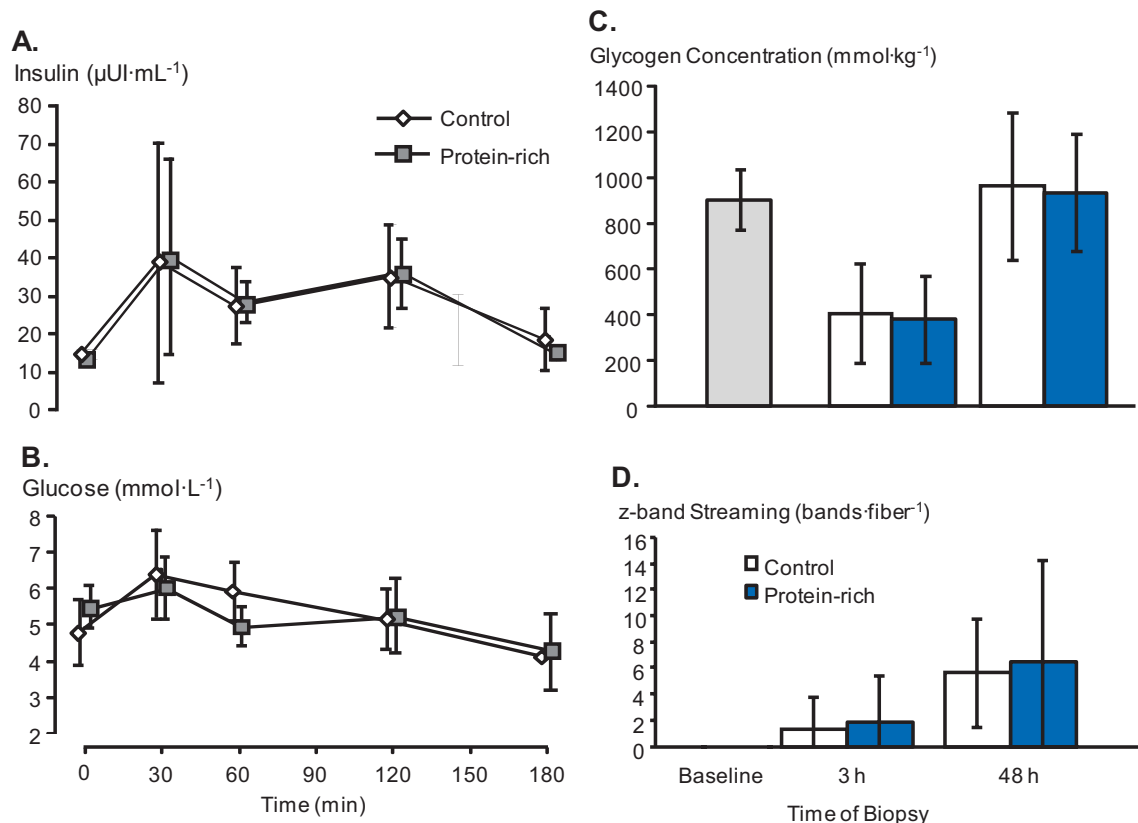 A.
Insulin (µUI·mL⁻¹)
80
70
60
50
40
30
20
10
0
Control
Protein-rich
B.
Glucose (mmol·L⁻¹)
8
7
6
5
4
3
2
0 30 60 90 120 150 180
Time (min)
C.
Glycogen Concentration (mmol·kg⁻¹)
1400
1200
1000
800
600
400
200
0
D.
z-band Streaming (bands·fiber⁻¹)
16
14
12
10
8
6
4
2
0
Control
Protein-rich
Baseline 3 h 48 h
Time of Biopsy